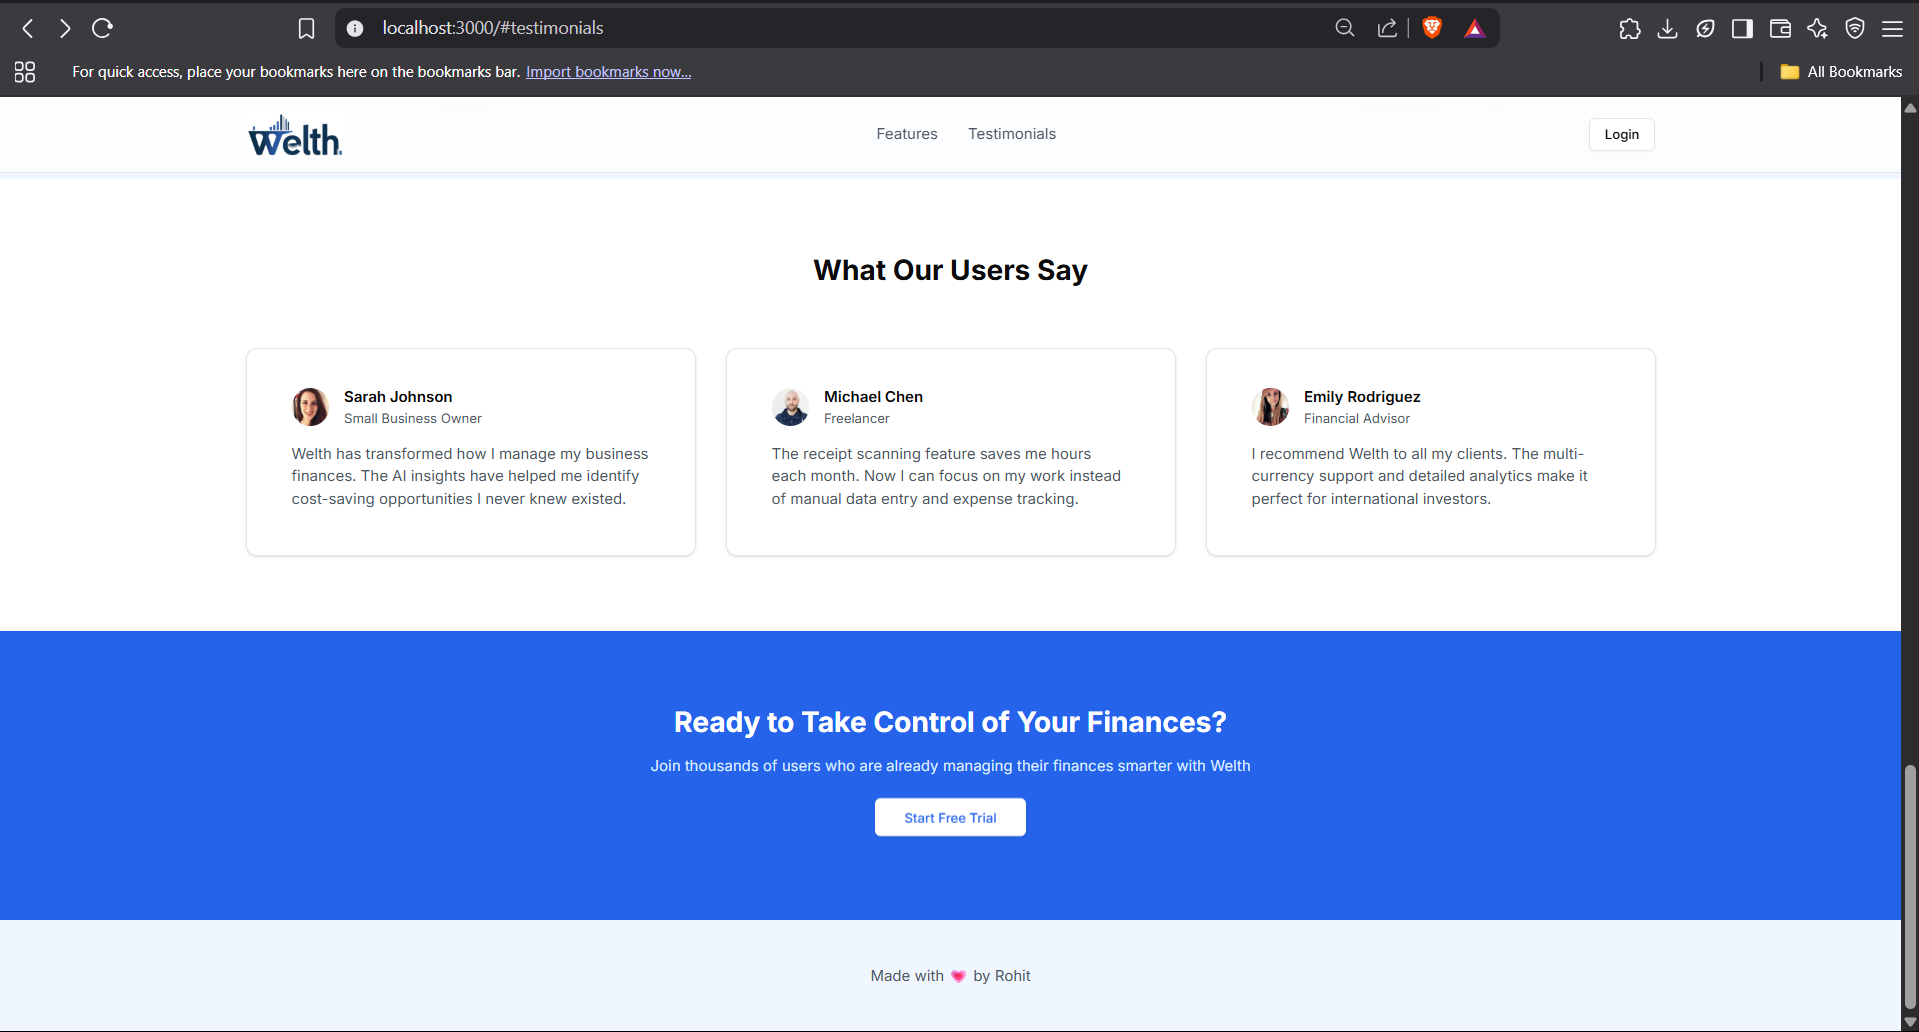 localhost:3000/#testimonials
For quick access, place your bookmarks here on the bookmarks bar. Import bookmarks now...
All Bookmarks
Welth
Features
Testimonials
Login
What Our Users Say
Sarah Johnson
Small Business Owner
Welth has transformed how I manage my business
finances. The AI insights have helped me identify
cost-saving opportunities I never knew existed.
Michael Chen
Freelancer
The receipt scanning feature saves me hours
each month. Now I can focus on my work instead
of manual data entry and expense tracking.
Emily Rodriguez
Financial Advisor
I recommend Welth to all my clients. The multi-
currency support and detailed analytics make it
perfect for international investors.
Ready to Take Control of Your Finances?
Join thousands of users who are already managing their finances smarter with Welth
Start Free Trial
Made with 💗 by Rohit